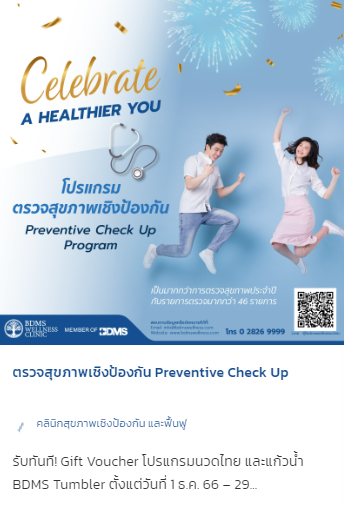 Celebrate
A HEALTHIER YOU
โปรแกรม
ตรวจสุขภาพเชิงป้องกัน
Preventive Check Up
Program
เป็นมากกว่าการตรวจสุขภาพประจำปี
กับรายการตรวจมากกว่า 46 รายการ
BDMS
WELLNESS
CLINIC
MEMBER OF BDMS
โทร 0 2826 9999
ตรวจสุขภาพเชิงป้องกัน Preventive Check Up
คลินิกสุขภาพเชิงป้องกัน และฟื้นฟู
รับทันที! Gift Voucher โปรแกรมนวดไทย และแก้วน้ำ
BDMS Tumbler ตั้งแต่วันที่ 1 ธ.ค. 66 – 29...